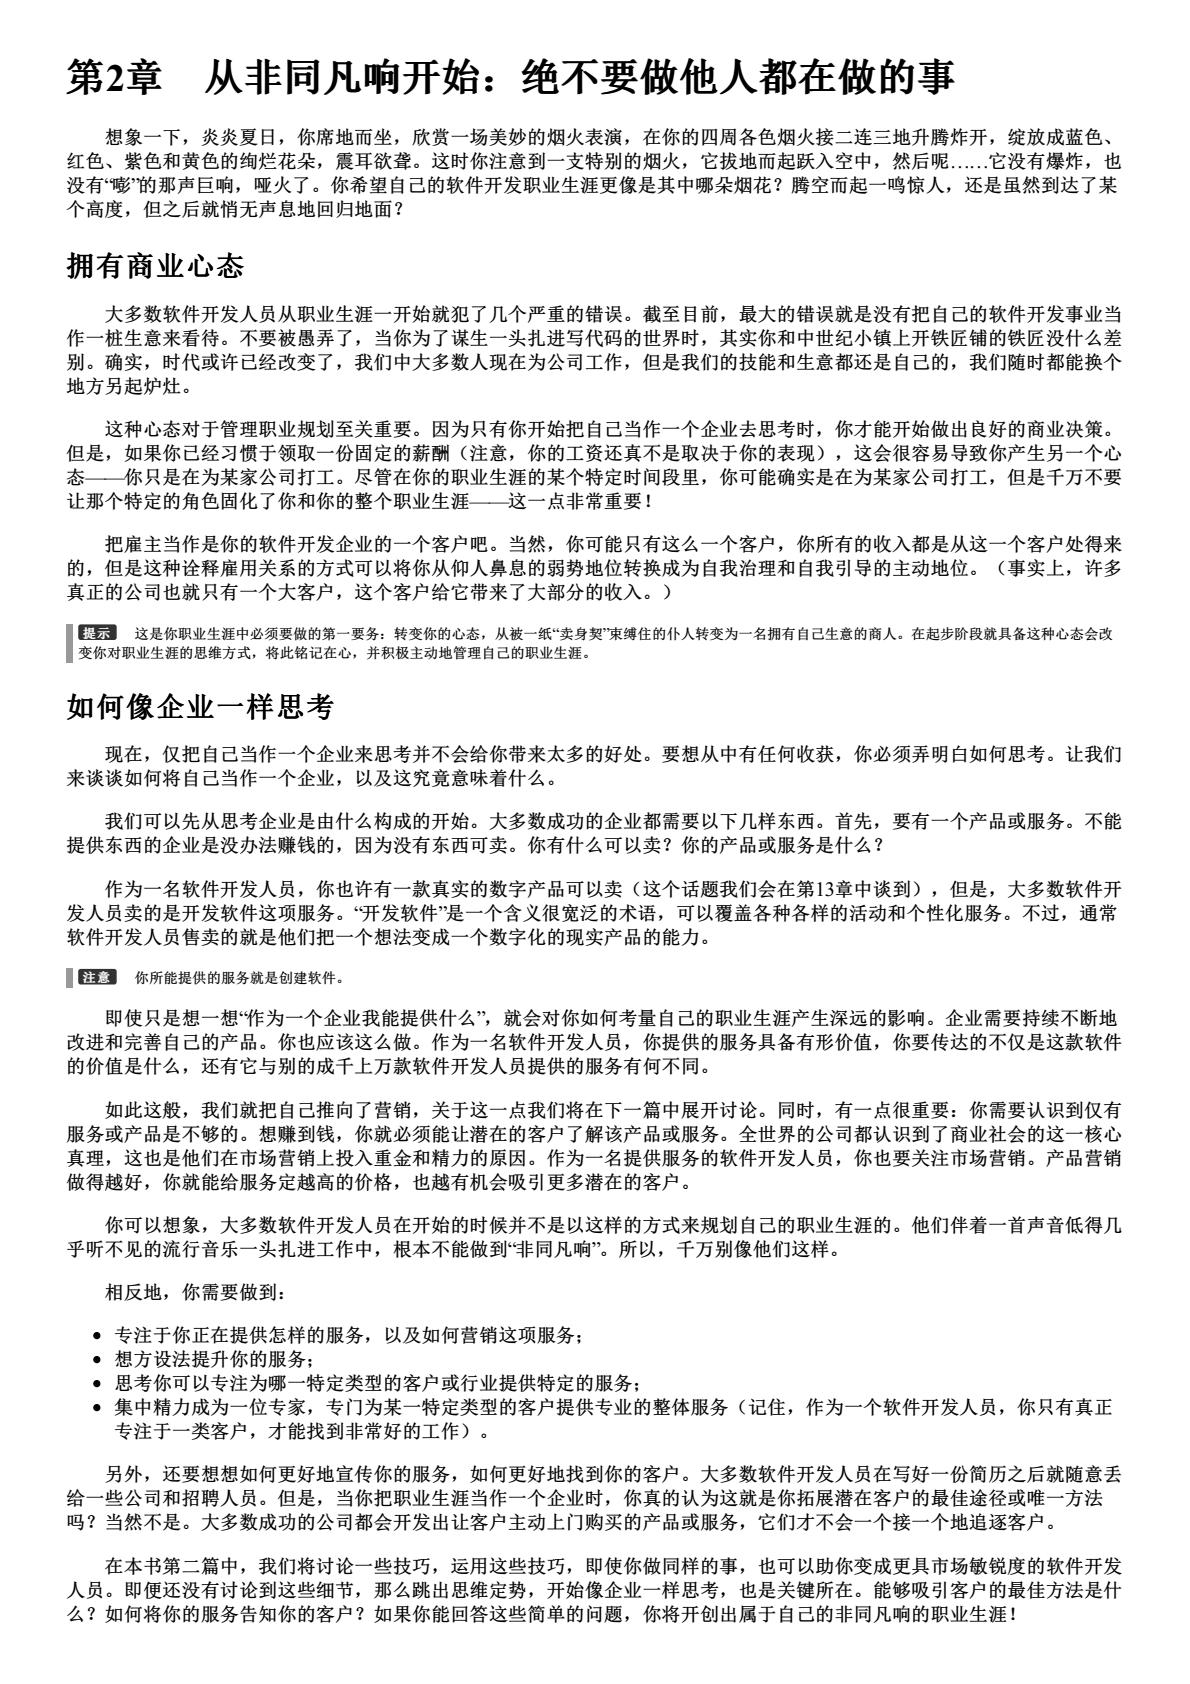 第2章　从非同凡响开始：绝不要做他人都在做的事
想象一下，炎炎夏日，你席地而坐，欣赏一场美妙的烟火表演，在你的四周各色烟火接二连三地升腾炸开，绽放成蓝色、
红色、紫色和黄色的绚烂花朵，震耳欲聋。这时你注意到一支特别的烟火，它拔地而起跃入空中，然后呢……它没有爆炸，也
没有“嘭”的那声巨响，哑火了。你希望自己的软件开发职业生涯更像是其中哪朵烟花？腾空而起一鸣惊人，还是虽然到达了某
个高度，但之后就悄无声息地回归地面？
拥有商业心态
大多数软件开发人员从职业生涯一开始就犯了几个严重的错误。截至目前，最大的错误就是没有把自己的软件开发事业当
作一桩生意来看待。不要被愚弄了，当你为了谋生一头扎进写代码的世界时，其实你和中世纪小镇上开铁匠铺的铁匠没什么差
别。确实，时代或许已经改变了，我们中大多数人现在为公司工作，但是我们的技能和生意都还是自己的，我们随时都能换个
地方另起炉灶。
这种心态对于管理职业规划至关重要。因为只有你开始把自己当作一个企业去思考时，你才能开始做出良好的商业决策。
但是，如果你已经习惯于领取一份固定的薪酬（注意，你的工资还真不是取决于你的表现），这会很容易导致你产生另一个心
态——你只是在为某家公司打工。尽管在你的职业生涯的某个特定时间段里，你可能确实是在为某家公司打工，但是千万不要
让那个特定的角色固化了你和你的整个职业生涯——这一点非常重要！
把雇主当作是你的软件开发企业的一个客户吧。当然，你可能只有这么一个客户，你所有的收入都是从这一个客户处得来
的，但是这种诠释雇用关系的方式可以将你从仰人鼻息的弱势地位转换成为自我治理和自我引导的主动地位。（事实上，许多
真正的公司也就只有一个大客户，这个客户给它带来了大部分的收入。）
提示　这是你职业生涯中必须要做的第一要务：转变你的心态，从被一纸“卖身契”束缚住的仆人转变为一名拥有自己生意的商人。在起步阶段就具备这种心态会改
变你对职业生涯的思维方式，将此铭记在心，并积极主动地管理自己的职业生涯。
如何像企业一样思考
现在，仅把自己当作一个企业来思考并不会给你带来太多的好处。要想从中有任何收获，你必须弄明白如何思考。让我们
来谈谈如何将自己当作一个企业，以及这究竟意味着什么。
我们可以先从思考企业是由什么构成的开始。大多数成功的企业都需要以下几样东西。首先，要有一个产品或服务。不能
提供东西的企业是没办法赚钱的，因为没有东西可卖。你有什么可以卖？你的产品或服务是什么？
作为一名软件开发人员，你也许有一款真实的数字产品可以卖（这个话题我们会在第13章中谈到），但是，大多数软件开
发人员卖的是开发软件这项服务。“开发软件”是一个含义很宽泛的术语，可以覆盖各种各样的活动和个性化服务。不过，通常
软件开发人员售卖的就是他们把一个想法变成一个数字化的现实产品的能力。
注意　你所能提供的服务就是创建软件。
即使只是想一想“作为一个企业我能提供什么”，就会对你如何考量自己的职业生涯产生深远的影响。企业需要持续不断地
改进和完善自己的产品。你也应该这么做。作为一名软件开发人员，你提供的服务具备有形价值，你要传达的不仅是这款软件
的价值是什么，还有它与别的成千上万款软件开发人员提供的服务有何不同。
如此这般，我们就把自己推向了营销，关于这一点我们将在下一篇中展开讨论。同时，有一点很重要：你需要认识到仅有
服务或产品是不够的。想赚到钱，你就必须能让潜在的客户了解该产品或服务。全世界的公司都认识到了商业社会的这一核心
真理，这也是他们在市场营销上投入重金和精力的原因。作为一名提供服务的软件开发人员，你也要关注市场营销。产品营销
做得越好，你就能给服务定越高的价格，也越有机会吸引更多潜在的客户。
你可以想象，大多数软件开发人员在开始的时候并不是以这样的方式来规划自己的职业生涯的。他们伴着一首声音低得几
乎听不见的流行音乐一头扎进工作中，根本不能做到“非同凡响”。所以，千万别像他们这样。
相反地，你需要做到：
● 专注于你正在提供怎样的服务，以及如何营销这项服务；
● 想方设法提升你的服务；
● 思考你可以专注为哪一特定类型的客户或行业提供特定的服务；
● 集中精力成为一位专家，专门为某一特定类型的客户提供专业的整体服务（记住，作为一个软件开发人员，你只有真正
专注于一类客户，才能找到非常好的工作）。
另外，还要想想如何更好地宣传你的服务，如何更好地找到你的客户。大多数软件开发人员在写好一份简历之后就随意丢
给一些公司和招聘人员。但是，当你把职业生涯当作一个企业时，你真的认为这就是你拓展潜在客户的最佳途径或唯一方法
吗？当然不是。大多数成功的公司都会开发出让客户主动上门购买的产品或服务，它们才不会一个接一个地追逐客户。
在本书第二篇中，我们将讨论一些技巧，运用这些技巧，即使你做同样的事，也可以助你变成更具市场敏锐度的软件开发
人员。即便还没有讨论到这些细节，那么跳出思维定势，开始像企业一样思考，也是关键所在。能够吸引客户的最佳方法是什
么？如何将你的服务告知你的客户？如果你能回答这些简单的问题，你将开创出属于自己的非同凡响的职业生涯！